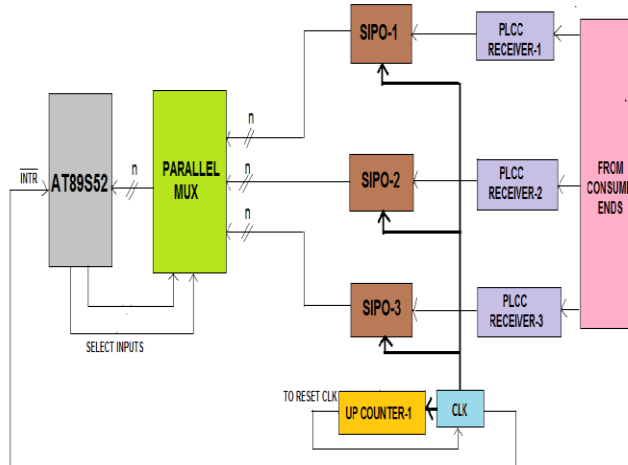 SIPO-1
PLCC
RECEIVER-1
n
INTR
AT89S52
n
PARALLEL
MUX
n
SIPO-2
PLCC
RECEIVER-2
FROM
CONSUME
ENDS
n
SIPO-3
PLCC
RECEIVER-3
SELECT INPUTS
TO RESET CLK
UP COUNTER-1
CLK